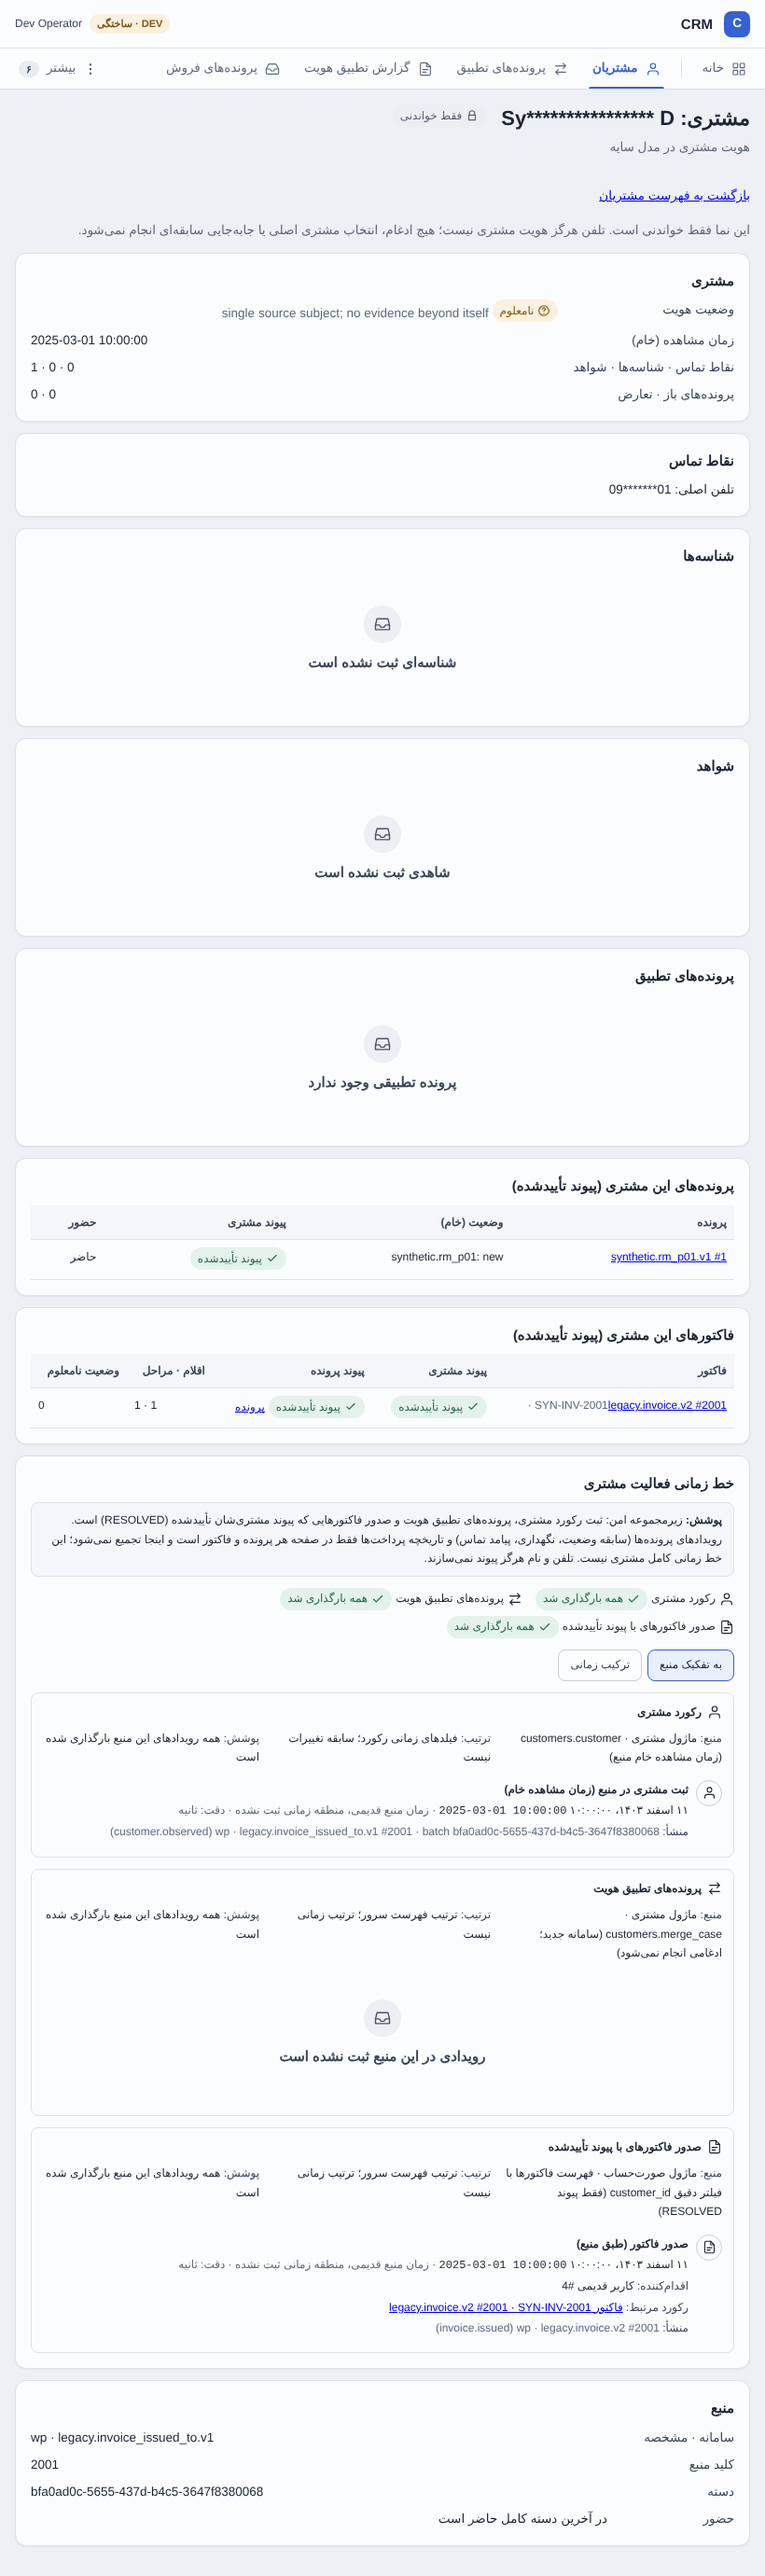 C CRM
DEV · ساختگی Dev Operator
خانه
مشتریان
پرونده‌های تطبیق
گزارش تطبیق هویت
پرونده‌های فروش
بیشتر ۶
مشتری: Sy**************** D
فقط خواندنی
هویت مشتری در مدل سایه
بازگشت به فهرست مشتریان
این نما فقط خواندنی است. تلفن هرگز هویت مشتری نیست؛ هیچ ادغام، انتخاب مشتری اصلی یا جابه‌جایی سابقه‌ای انجام نمی‌شود.
مشتری
وضعیت هویت نامعلوم single source subject; no evidence beyond itself
زمان مشاهده (خام) 2025-03-01 10:00:00
نقاط تماس · شناسه‌ها · شواهد 1 · 0 · 0
پرونده‌های باز · تعارض 0 · 0
نقاط تماس
تلفن اصلی: 09*******01
شناسه‌ها
شناسه‌ای ثبت نشده است
شواهد
شاهدی ثبت نشده است
پرونده‌های تطبیق
پرونده تطبیقی وجود ندارد
پرونده‌های این مشتری (پیوند تأییدشده)
پرونده وضعیت (خام) پیوند مشتری حضور
synthetic.rm_p01.v1 #1 synthetic.rm_p01: new پیوند تأییدشده حاضر
فاکتورهای این مشتری (پیوند تأییدشده)
فاکتور پیوند مشتری پیوند پرونده اقلام · مراحل وضعیت نامعلوم
legacy.invoice.v2 #2001 · SYN-INV-2001 پیوند تأییدشده پیوند تأییدشده پرونده 1 · 1 0
خط زمانی فعالیت مشتری
پوشش: زیرمجموعه امن: ثبت رکورد مشتری، پرونده‌های تطبیق هویت و صدور فاکتورهایی که پیوند مشتری‌شان تأییدشده (RESOLVED) است.
رویدادهای پرونده‌ها (سابقه وضعیت، نگهداری، پیامد تماس) و تاریخچه پرداخت‌ها فقط در صفحه هر پرونده و فاکتور است و اینجا تجمیع نمی‌شود؛ این
خط زمانی کامل مشتری نیست. تلفن و نام هرگز پیوند نمی‌سازند.
رکورد مشتری همه بارگذاری شد پرونده‌های تطبیق هویت همه بارگذاری شد
صدور فاکتورهای با پیوند تأییدشده همه بارگذاری شد
به تفکیک منبع ترکیب زمانی
رکورد مشتری
منبع: ماژول مشتری · customers.customer
(زمان مشاهده خام منبع)
ترتیب: فیلدهای زمانی رکورد؛ سابقه تغییرات
نیست
پوشش: همه رویدادهای این منبع بارگذاری شده
است
ثبت مشتری در منبع (زمان مشاهده خام)
۱۱ اسفند ۱۴۰۳، ۱۰:۰۰:۰۰ 2025-03-01 10:00:00 · زمان منبع قدیمی، منطقه زمانی ثبت نشده · دقت: ثانیه
منشأ: wp · legacy.invoice_issued_to.v1 #2001 · batch bfa0ad0c-5655-437d-b4c5-3647f8380068 (customer.observed)
پرونده‌های تطبیق هویت
منبع: ماژول مشتری ·
customers.merge_case (سامانه جدید؛
ادغامی انجام نمی‌شود)
ترتیب: ترتیب فهرست سرور؛ ترتیب زمانی
نیست
پوشش: همه رویدادهای این منبع بارگذاری شده
است
رویدادی در این منبع ثبت نشده است
صدور فاکتورهای با پیوند تأییدشده
منبع: ماژول صورت‌حساب · فهرست فاکتورها با
فیلتر دقیق customer_id (فقط پیوند
RESOLVED)
ترتیب: ترتیب فهرست سرور؛ ترتیب زمانی
نیست
پوشش: همه رویدادهای این منبع بارگذاری شده
است
صدور فاکتور (طبق منبع)
۱۱ اسفند ۱۴۰۳، ۱۰:۰۰:۰۰ 2025-03-01 10:00:00 · زمان منبع قدیمی، منطقه زمانی ثبت نشده · دقت: ثانیه
اقدام‌کننده: کاربر قدیمی #4
رکورد مرتبط: فاکتور legacy.invoice.v2 #2001 · SYN-INV-2001
منشأ: wp · legacy.invoice.v2 #2001 (invoice.issued)
منبع
سامانه · مشخصه wp · legacy.invoice_issued_to.v1
کلید منبع 2001
دسته bfa0ad0c-5655-437d-b4c5-3647f8380068
حضور در آخرین دسته کامل حاضر است